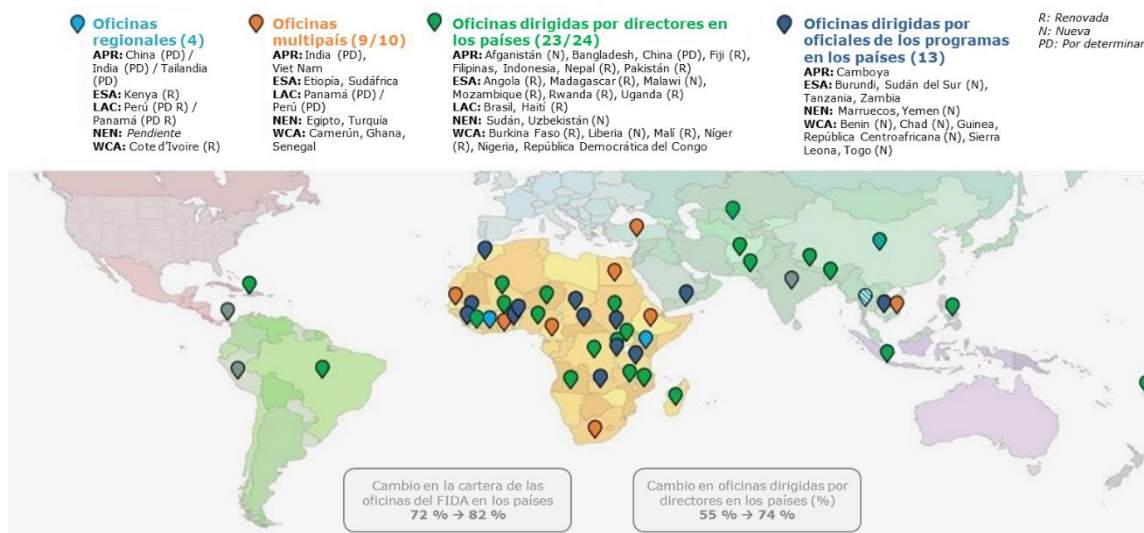 Oficinas
regionales (4)
APR: China (PD) /
India (PD) / Tailandia
(PD)
ESA: Kenya (R)
LAC: Perú (PD R) /
Panamá (PD R)
NEN: Pendiente
WCA: Cote d'Ivoire (R)
Oficinas
multipaís (9/10)
APR: India (PD),
Viet Nam
ESA: Etiopía, Sudáfrica
LAC: Panamá (PD) /
Perú (PD)
NEN: Egipto, Turquía
WCA: Camerún, Ghana,
Senegal
Oficinas dirigidas por directores en
los países (23/24)
APR: Afganistán (N), Bangladesh, China (PD), Fiji (R),
Filipinas, Indonesia, Nepal (R), Pakistán (R)
ESA: Angola (R), Madagascar (R), Malawi (N),
Mozambique (R), Rwanda (R), Uganda (R)
LAC: Brasil, Haití (R)
NEN: Sudán, Uzbekistán (N)
WCA: Burkina Faso (R), Liberia (N), Malí (R), Níger
(R), Nigeria, República Democrática del Congo
Oficinas dirigidas por
oficiales de los programas
en los países (13)
APR: Camboya
ESA: Burundi, Sudán del Sur (N),
Tanzania, Zambia
NEN: Marruecos, Yemen (N)
WCA: Benin (N), Chad (N), Guinea,
República Centroafricana (N), Sierra
Leona, Togo (N)
R: Renovada
N: Nueva
PD: Por determinar
Cambio en la cartera de las
oficinas del FIDA en los países
72 % → 82 %
Cambio en oficinas dirigidas por
directores en los países (%)
55 % → 74 %